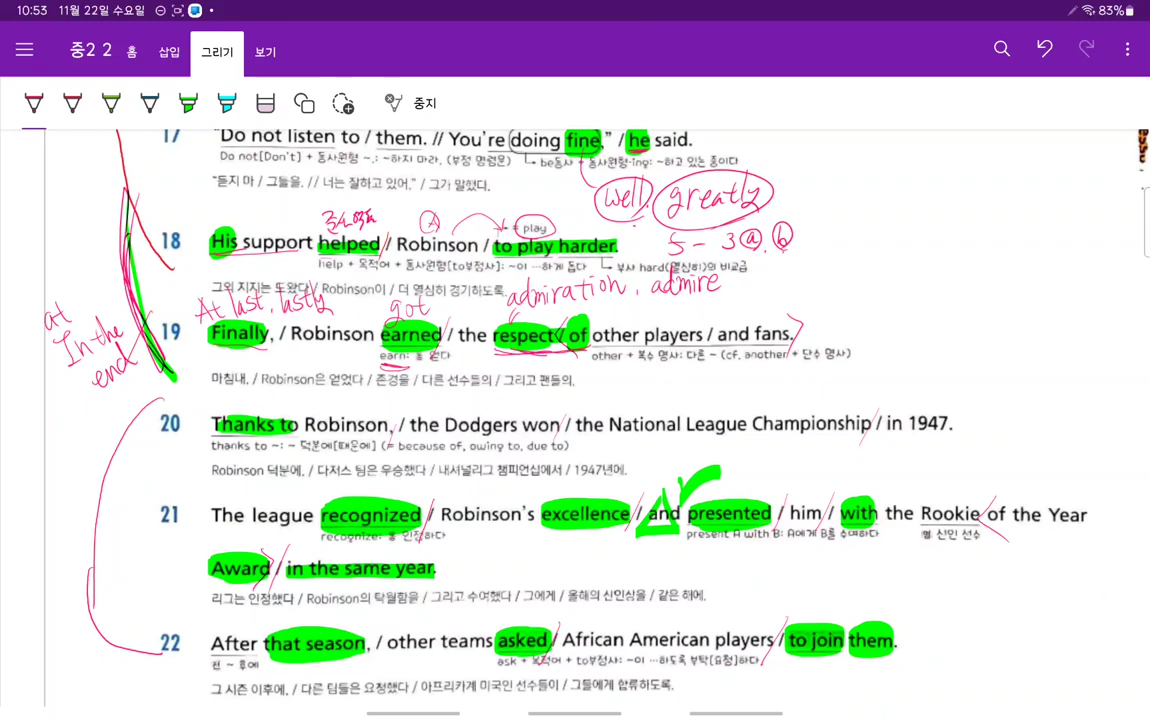 10:53 11월 22일 수요일 83%
중2 2 홈 삽입 그리기 보기
중지
17 "Do not listen to / them. // You're doing fine," / he said.
Do not[Don't] + 동사원형 ~.: ~하지 마라. (부정 명령문) be동사 + 동사원형-ing: ~하고 있는 중이다
"듣지 마 / 그들을. // 너는 잘하고 있어." / 그가 말했다.
well greatly
A = play
5 - 3 ⓐ, ⓑ
18 His support helped / Robinson / to play harder.
help + 목적어 + 동사원형[to부정사]: ~이 …하게 돕다 부사 hard(열심히)의 비교급
그의 지지는 도왔다 / Robinson이 / 더 열심히 경기하도록.
At last, lastly got admiration, admire
at
In the
end
19 Finally, / Robinson earned / the respect / of other players / and fans.
earn: 동 얻다 other + 복수 명사: 다른 ~ (cf. another + 단수 명사)
마침내, / Robinson은 얻었다 / 존경을 / 다른 선수들의 / 그리고 팬들의.
20 Thanks to Robinson, / the Dodgers won / the National League Championship / in 1947.
thanks to ~: ~ 덕분에[때문에] (= because of, owing to, due to)
Robinson 덕분에, / 다저스 팀은 우승했다 / 내셔널리그 챔피언십에서 / 1947년에.
21 The league recognized / Robinson's excellence / and presented / him / with the Rookie of the Year
recognize: 동 인정하다 present A with B: A에게 B를 수여하다 명 신인 선수
Award / in the same year.
리그는 인정했다 / Robinson의 탁월함을 / 그리고 수여했다 / 그에게 / 올해의 신인상을 / 같은 해에.
22 After that season, / other teams asked / African American players / to join them.
전 ~ 후에 ask + 목적어 + to부정사: ~이 …하도록 부탁[요청]하다
그 시즌 이후에, / 다른 팀들은 요청했다 / 아프리카계 미국인 선수들이 / 그들에게 합류하도록.